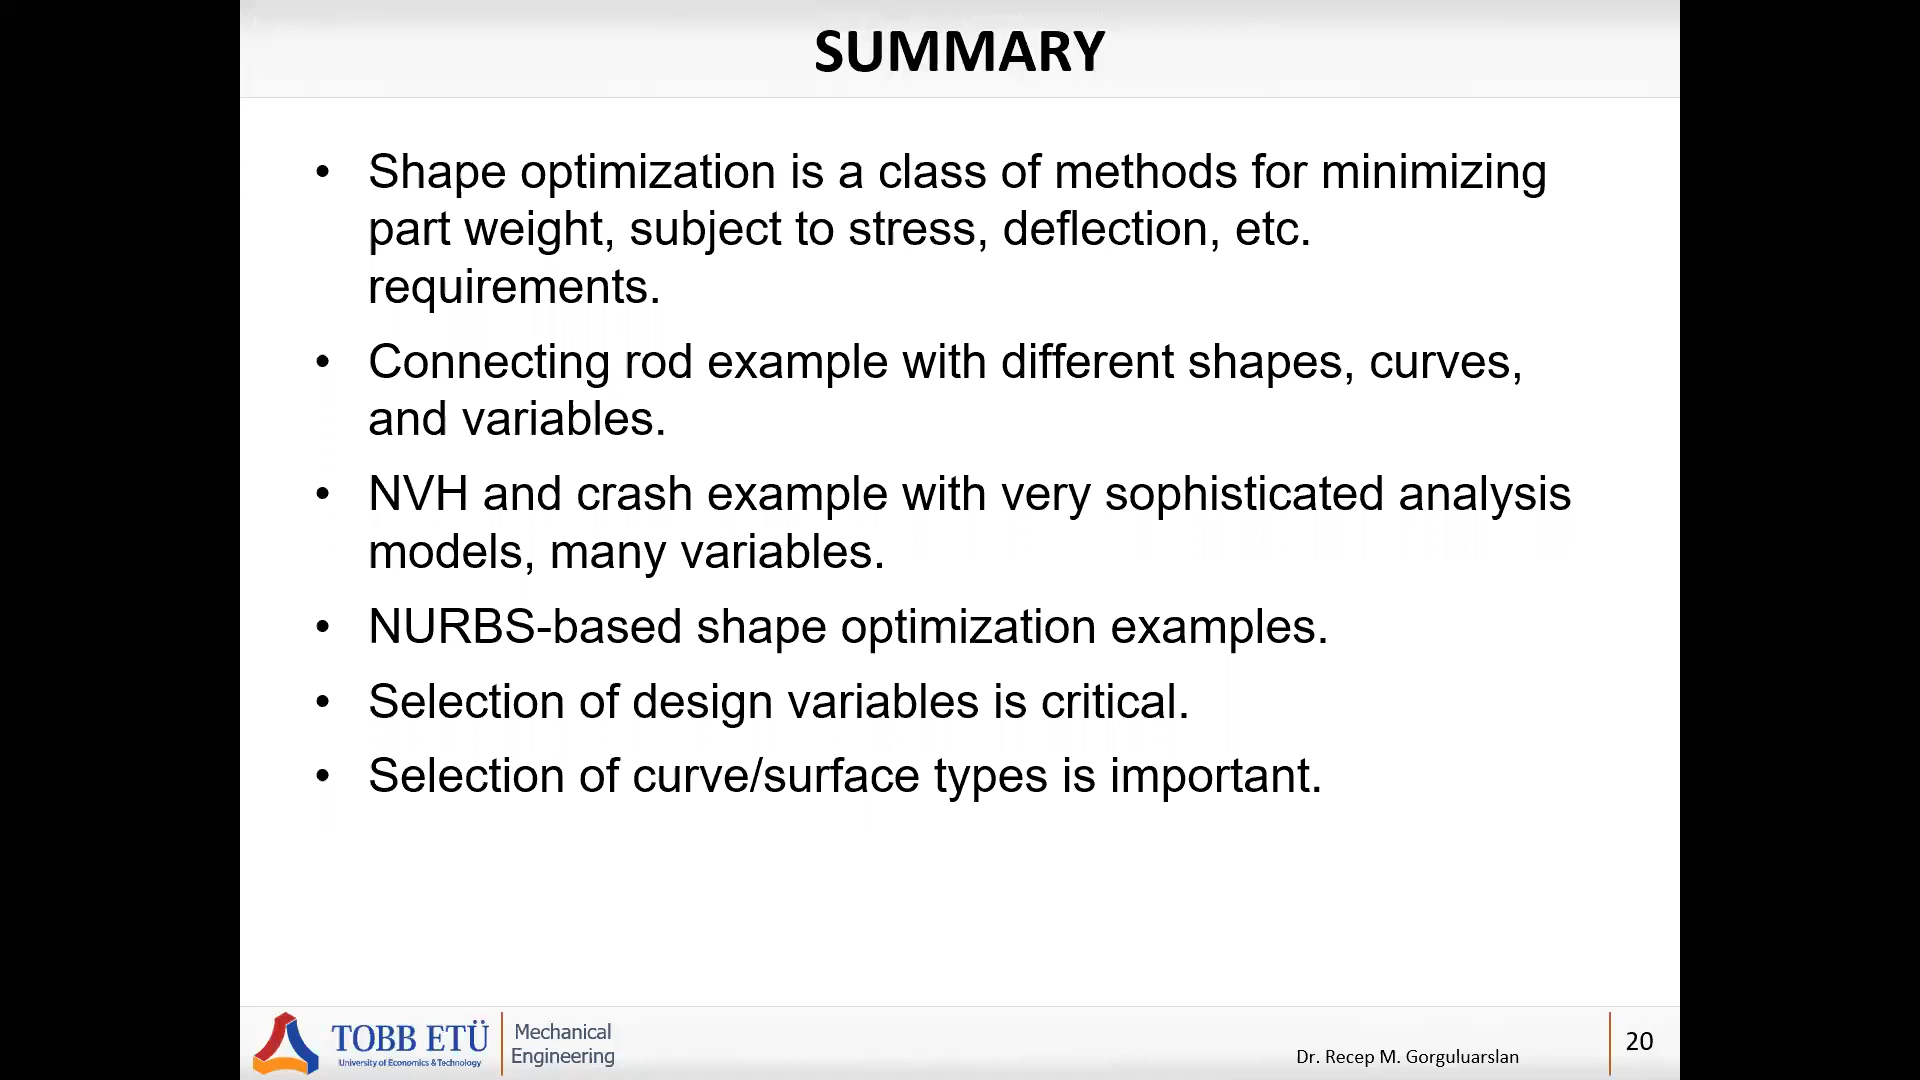 SUMMARY
• Shape optimization is a class of methods for minimizing
part weight, subject to stress, deflection, etc.
requirements.
• Connecting rod example with different shapes, curves,
and variables.
• NVH and crash example with very sophisticated analysis
models, many variables.
• NURBS-based shape optimization examples.
• Selection of design variables is critical.
• Selection of curve/surface types is important.
TOBB ETÜ
University of Economics & Technology
Mechanical
Engineering
Dr. Recep M. Gorguluarslan
20